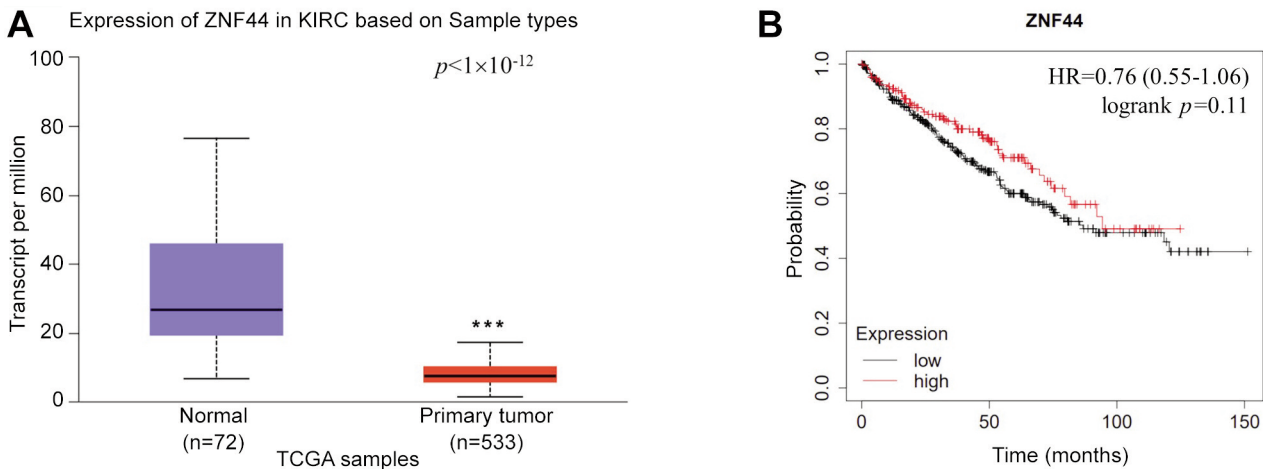 A
Expression of ZNF44 in KIRC based on Sample types
p<1×10-12
Transcript per million
100
80
60
40
20
0
***
Normal
(n=72)
Primary tumor
(n=533)
TCGA samples
B
ZNF44
HR=0.76 (0.55-1.06)
logrank p=0.11
Probability
1.0
0.8
0.6
0.4
0.2
0.0
Expression
low
high
0
50
100
150
Time (months)